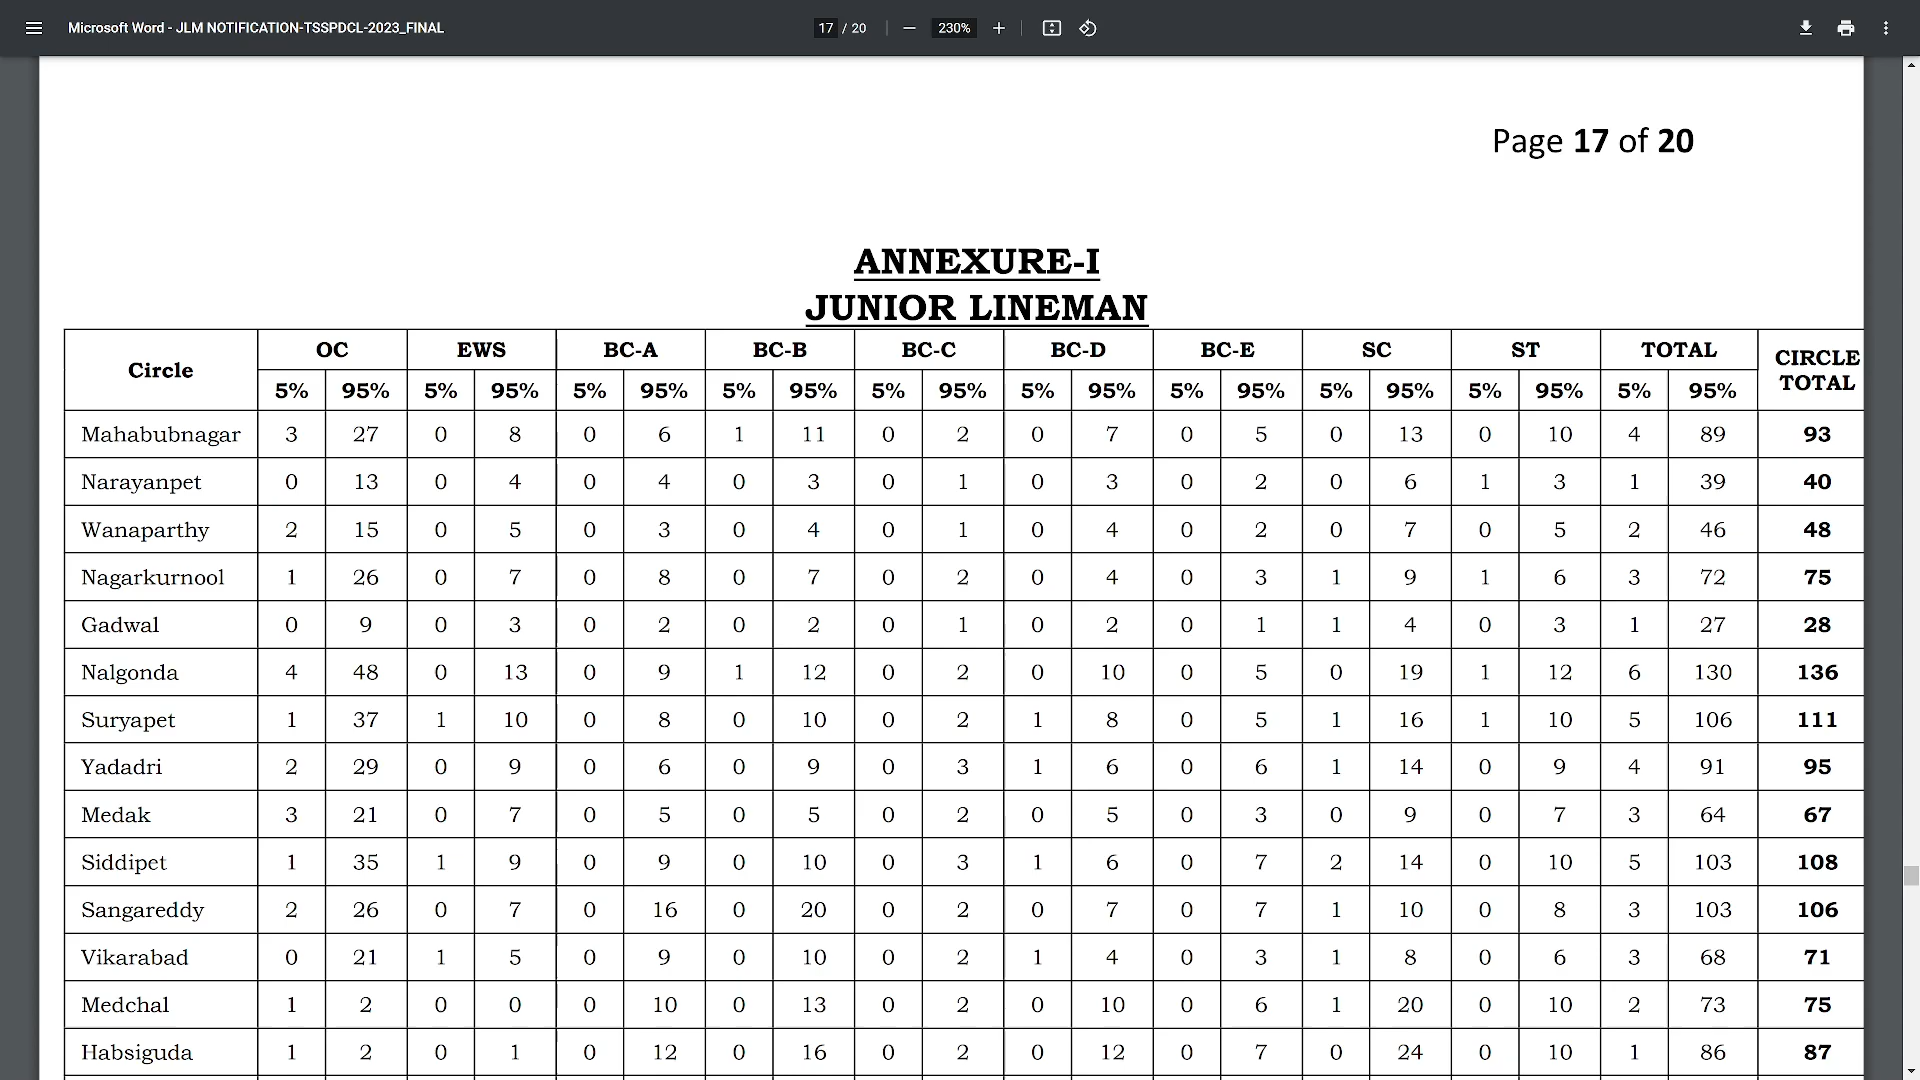 Microsoft Word - JLM NOTIFICATION-TSSPDCL-2023_FINAL 17 / 20 230%
Page 17 of 20
ANNEXURE-I
JUNIOR LINEMAN
Circle OC EWS BC-A BC-B BC-C BC-D BC-E SC ST TOTAL CIRCLE TOTAL
5% 95% 5% 95% 5% 95% 5% 95% 5% 95% 5% 95% 5% 95% 5% 95% 5% 95% 5% 95%
Mahabubnagar 3 27 0 8 0 6 1 11 0 2 0 7 0 5 0 13 0 10 4 89 93
Narayanpet 0 13 0 4 0 4 0 3 0 1 0 3 0 2 0 6 1 3 1 39 40
Wanaparthy 2 15 0 5 0 3 0 4 0 1 0 4 0 2 0 7 0 5 2 46 48
Nagarkurnool 1 26 0 7 0 8 0 7 0 2 0 4 0 3 1 9 1 6 3 72 75
Gadwal 0 9 0 3 0 2 0 2 0 1 0 2 0 1 1 4 0 3 1 27 28
Nalgonda 4 48 0 13 0 9 1 12 0 2 0 10 0 5 0 19 1 12 6 130 136
Suryapet 1 37 1 10 0 8 0 10 0 2 1 8 0 5 1 16 1 10 5 106 111
Yadadri 2 29 0 9 0 6 0 9 0 3 1 6 0 6 1 14 0 9 4 91 95
Medak 3 21 0 7 0 5 0 5 0 2 0 5 0 3 0 9 0 7 3 64 67
Siddipet 1 35 1 9 0 9 0 10 0 3 1 6 0 7 2 14 0 10 5 103 108
Sangareddy 2 26 0 7 0 16 0 20 0 2 0 7 0 7 1 10 0 8 3 103 106
Vikarabad 0 21 1 5 0 9 0 10 0 2 1 4 0 3 1 8 0 6 3 68 71
Medchal 1 2 0 0 0 10 0 13 0 2 0 10 0 6 1 20 0 10 2 73 75
Habsiguda 1 2 0 1 0 12 0 16 0 2 0 12 0 7 0 24 0 10 1 86 87